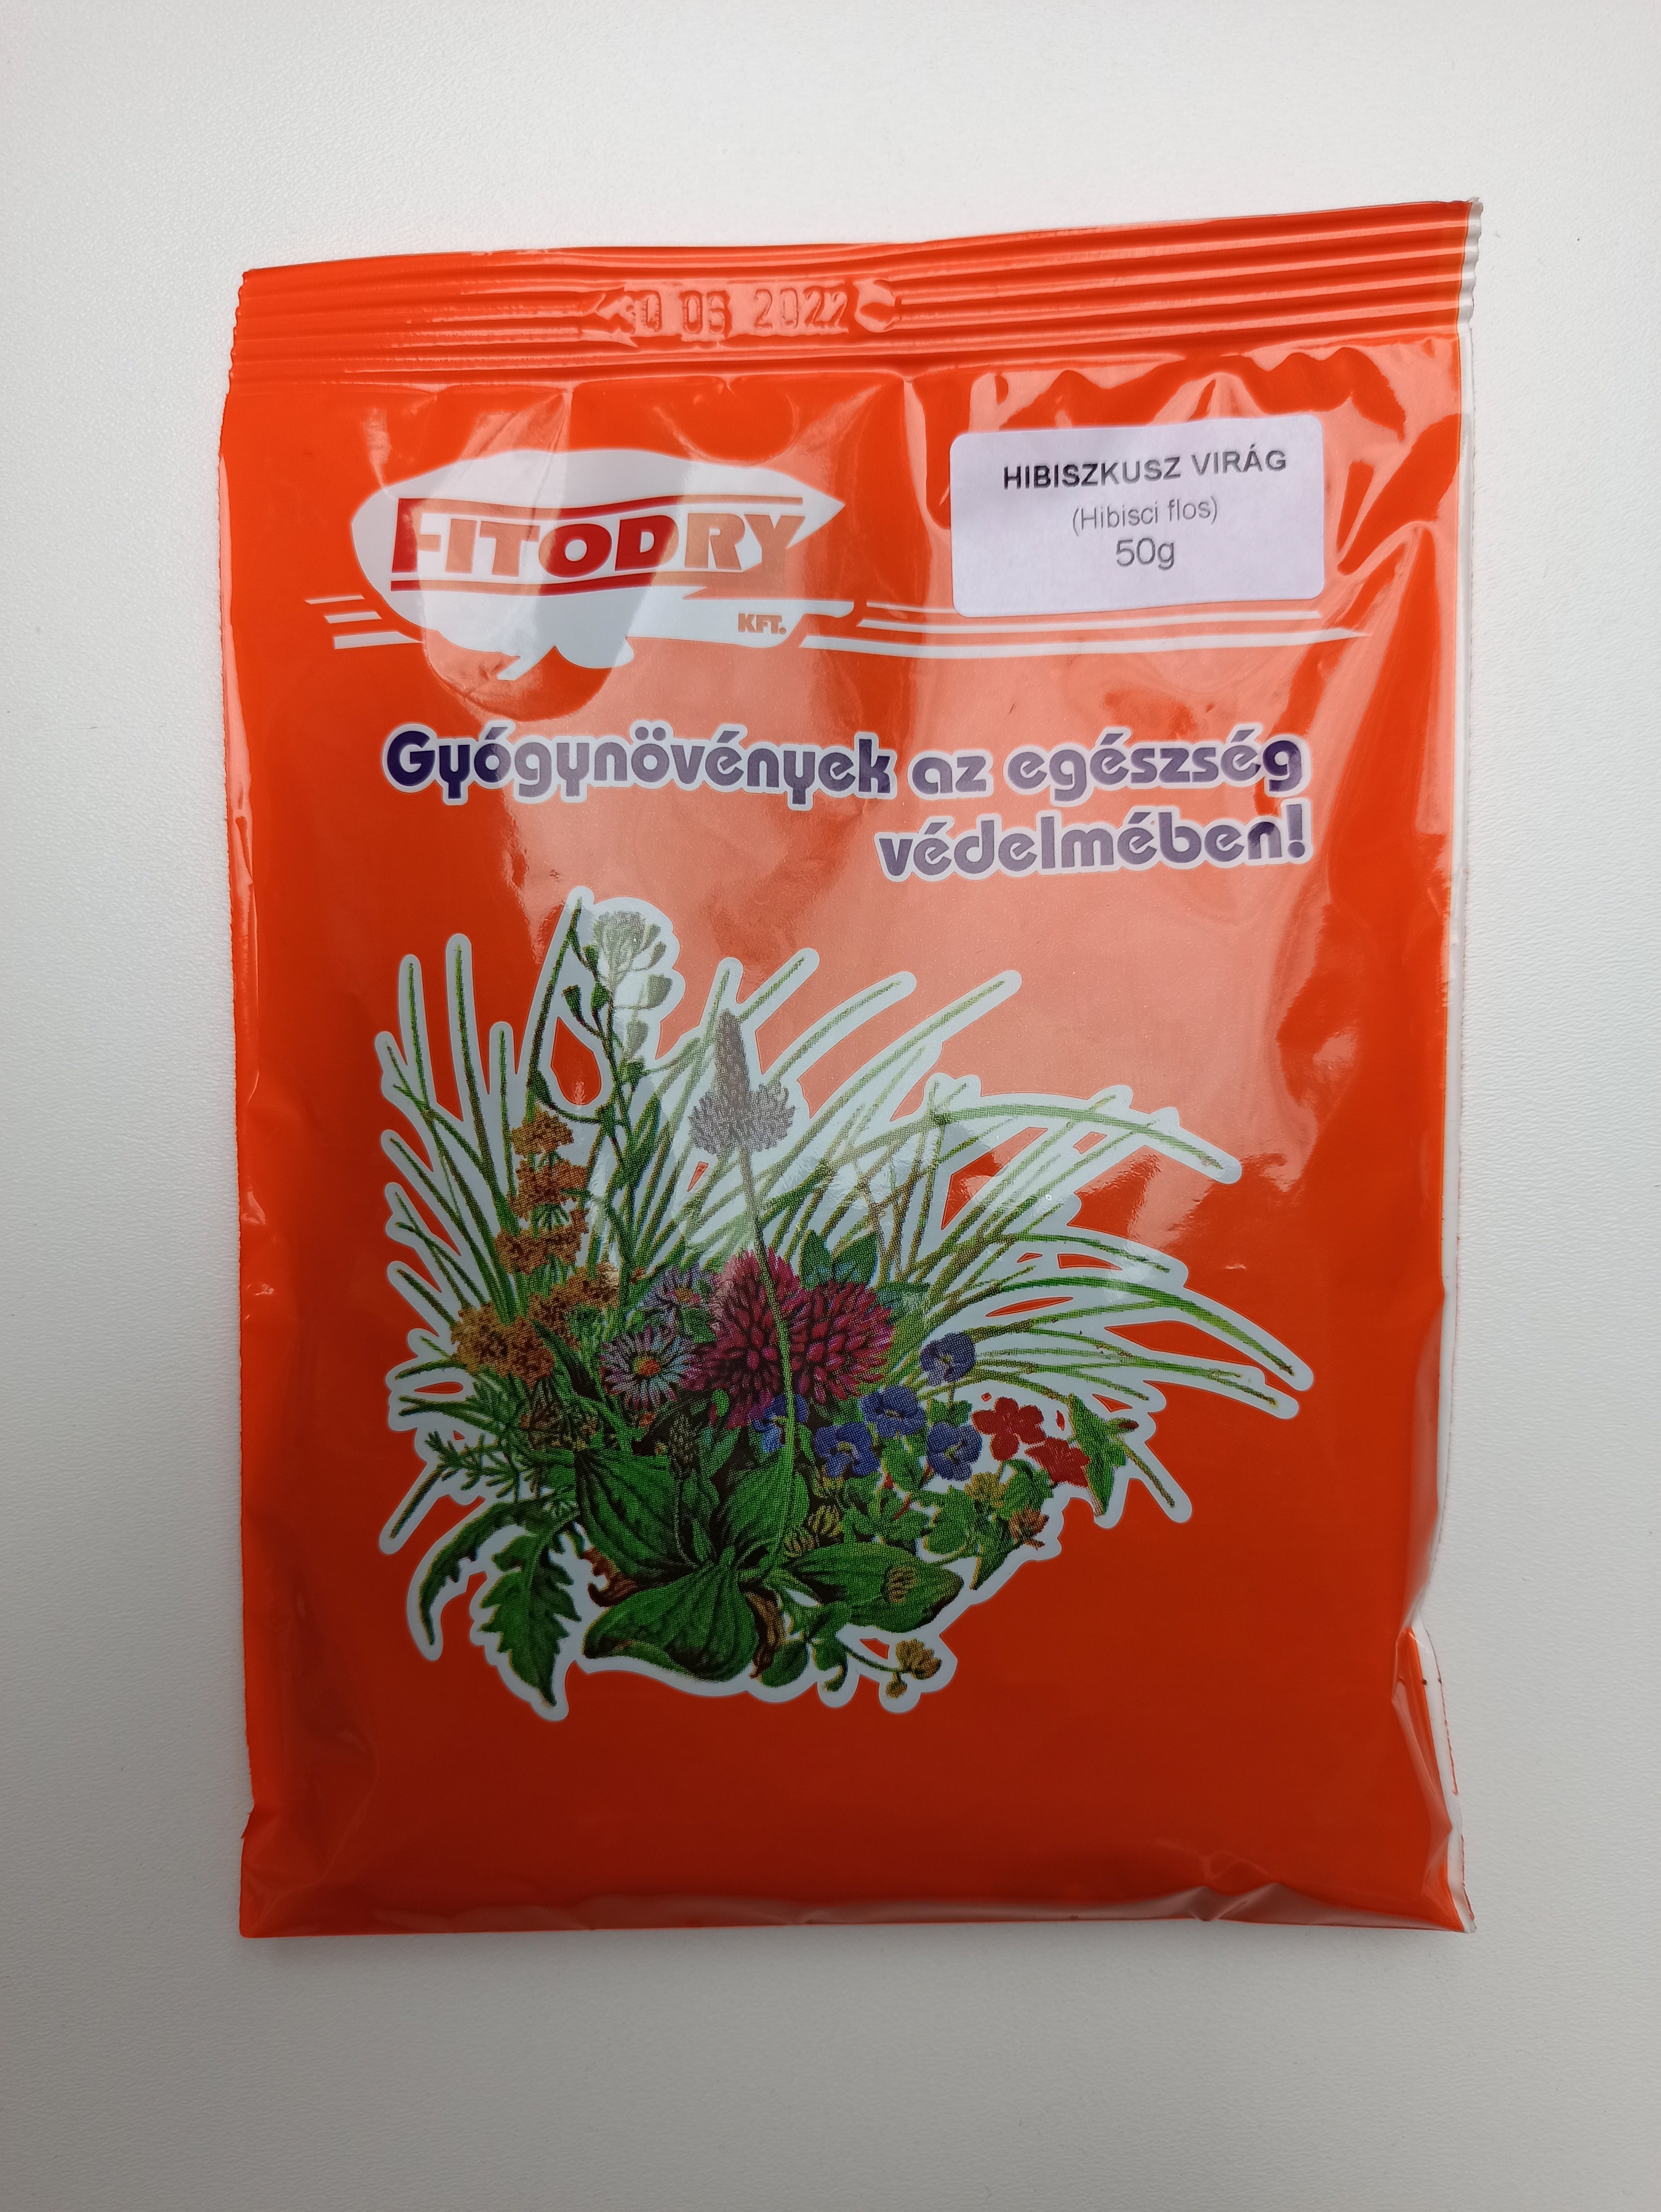 30 06 2022
FITODRY
KFT.
HIBISZKUSZ VIRÁG
(Hibisci flos)
50g
Gyógynövények az egészség
védelmében!